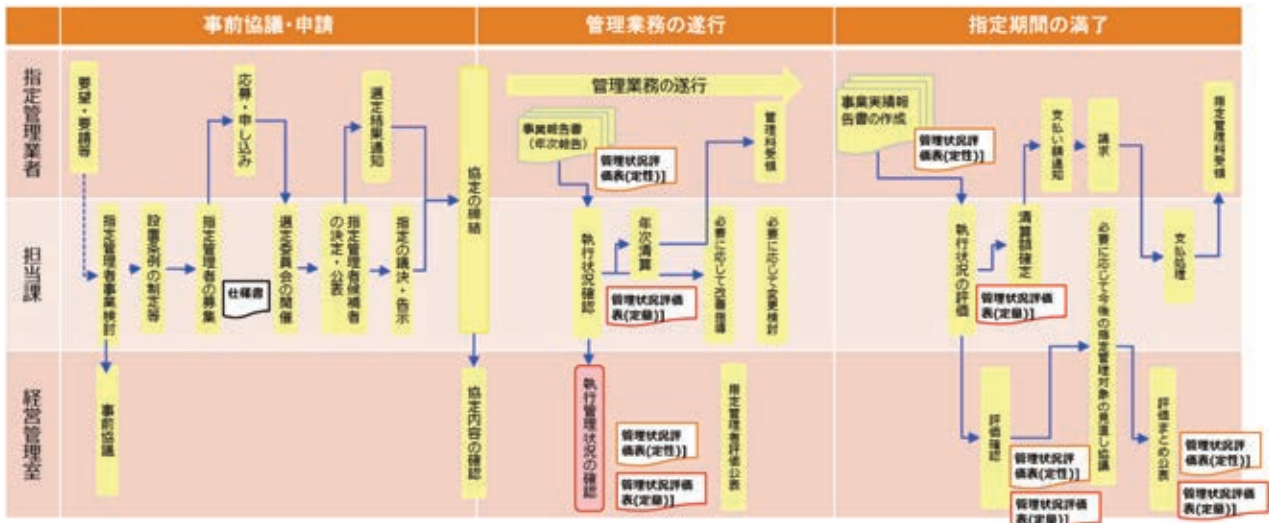 事前協議・申請
管理業務の遂行
指定期間の満了
指定管理業者
要望・要請等
応募・申し込み
選定結果通知
協定の締結
管理業務の遂行
事業報告書
(年次報告)
管理状況評
価表(定性)]
管理料受領
事業実績報
告書の作成
管理状況評
価表(定性)]
支払い額通知
請求
指定管理料受領
担当課
指定管理者事業検討
設置条例の制定等
指定管理者の募集
仕様書
選定委員会の開催
指定管理者候補者
の決定・公表
指定の議決・告示
執行状況確認
年次清算
管理状況評価
表(定量)]
必要に応じて改善指導
必要に応じて変更検討
執行状況の評価
清算額確定
管理状況評価
表(定量)]
必要に応じて今後の指定管理対象の見直し協議
支払処理
経営管理室
事前協議
協定内容の確認
執行管理状況の確認
管理状況評
価表(定性)]
管理状況評価
表(定量)]
指定管理者評価公表
評価確認
管理状況評
価表(定性)]
管理状況評価
表(定量)]
評価まとめ公表
管理状況評
価表(定性)]
管理状況評価
表(定量)]